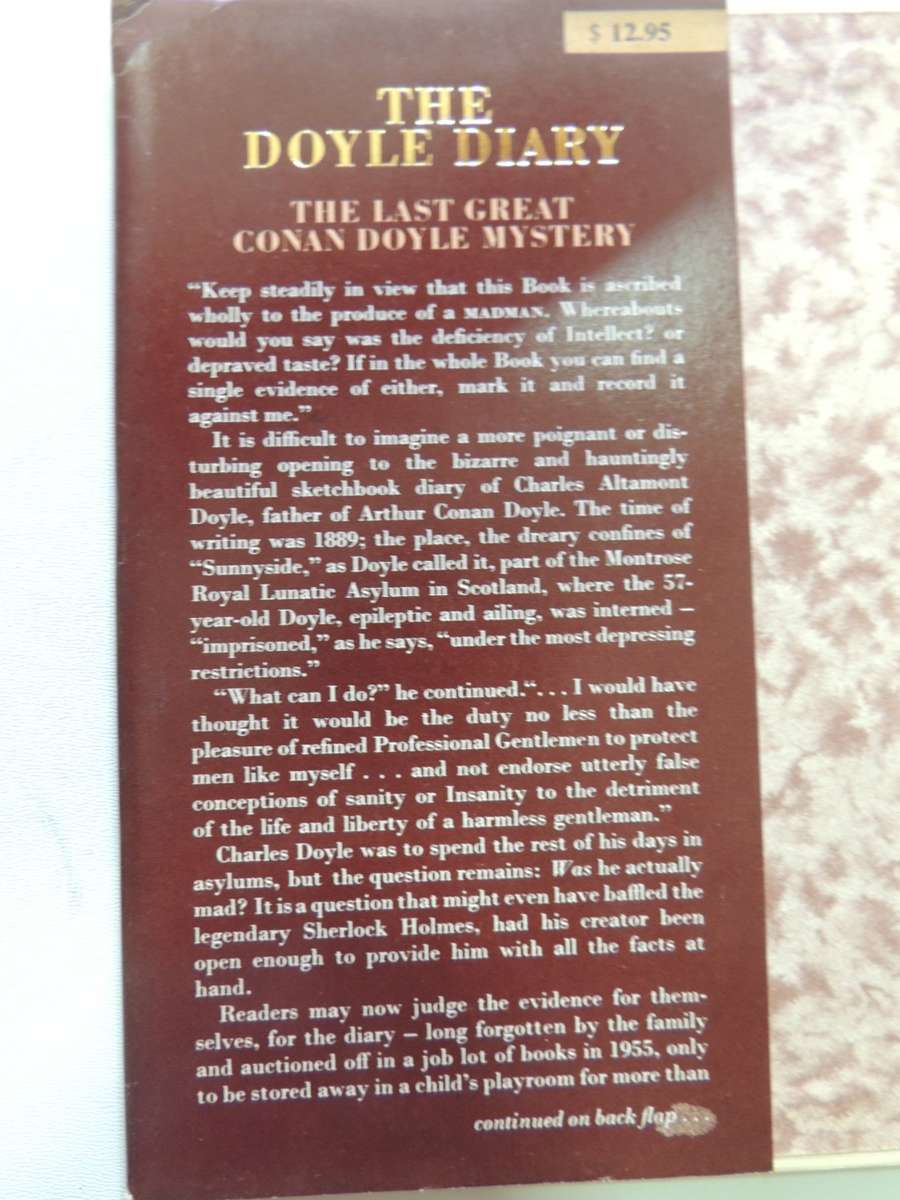 $ 12.95
THE
DOYLE DIARY
THE LAST GREAT
CONAN DOYLE MYSTERY
“Keep steadily in view that this Book is ascribed
wholly to the produce of a MADMAN. Whereabouts
would you say was the deficiency of Intellect? or
depraved taste? If in the whole Book you can find a
single evidence of either, mark it and record it
against me.”
It is difficult to imagine a more poignant or dis-
turbing opening to the bizarre and hauntingly
beautiful sketchbook diary of Charles Altamont
Doyle, father of Arthur Conan Doyle. The time of
writing was 1889; the place, the dreary confines of
“Sunnyside,” as Doyle called it, part of the Montrose
Royal Lunatic Asylum in Scotland, where the 57-
year-old Doyle, epileptic and ailing, was interned –
“imprisoned,” as he says, “under the most depressing
restrictions.”
“What can I do?” he continued.“. . . I would have
thought it would be the duty no less than the
pleasure of refined Professional Gentlemen to protect
men like myself . . . and not endorse utterly false
conceptions of sanity or Insanity to the detriment
of the life and liberty of a harmless gentleman.”
Charles Doyle was to spend the rest of his days in
asylums, but the question remains: Was he actually
mad? It is a question that might even have baffled the
legendary Sherlock Holmes, had his creator been
open enough to provide him with all the facts at
hand.
Readers may now judge the evidence for them-
selves, for the diary – long forgotten by the family
and auctioned off in a job lot of books in 1955, only
to be stored away in a child’s playroom for more than
continued on back flap . . .